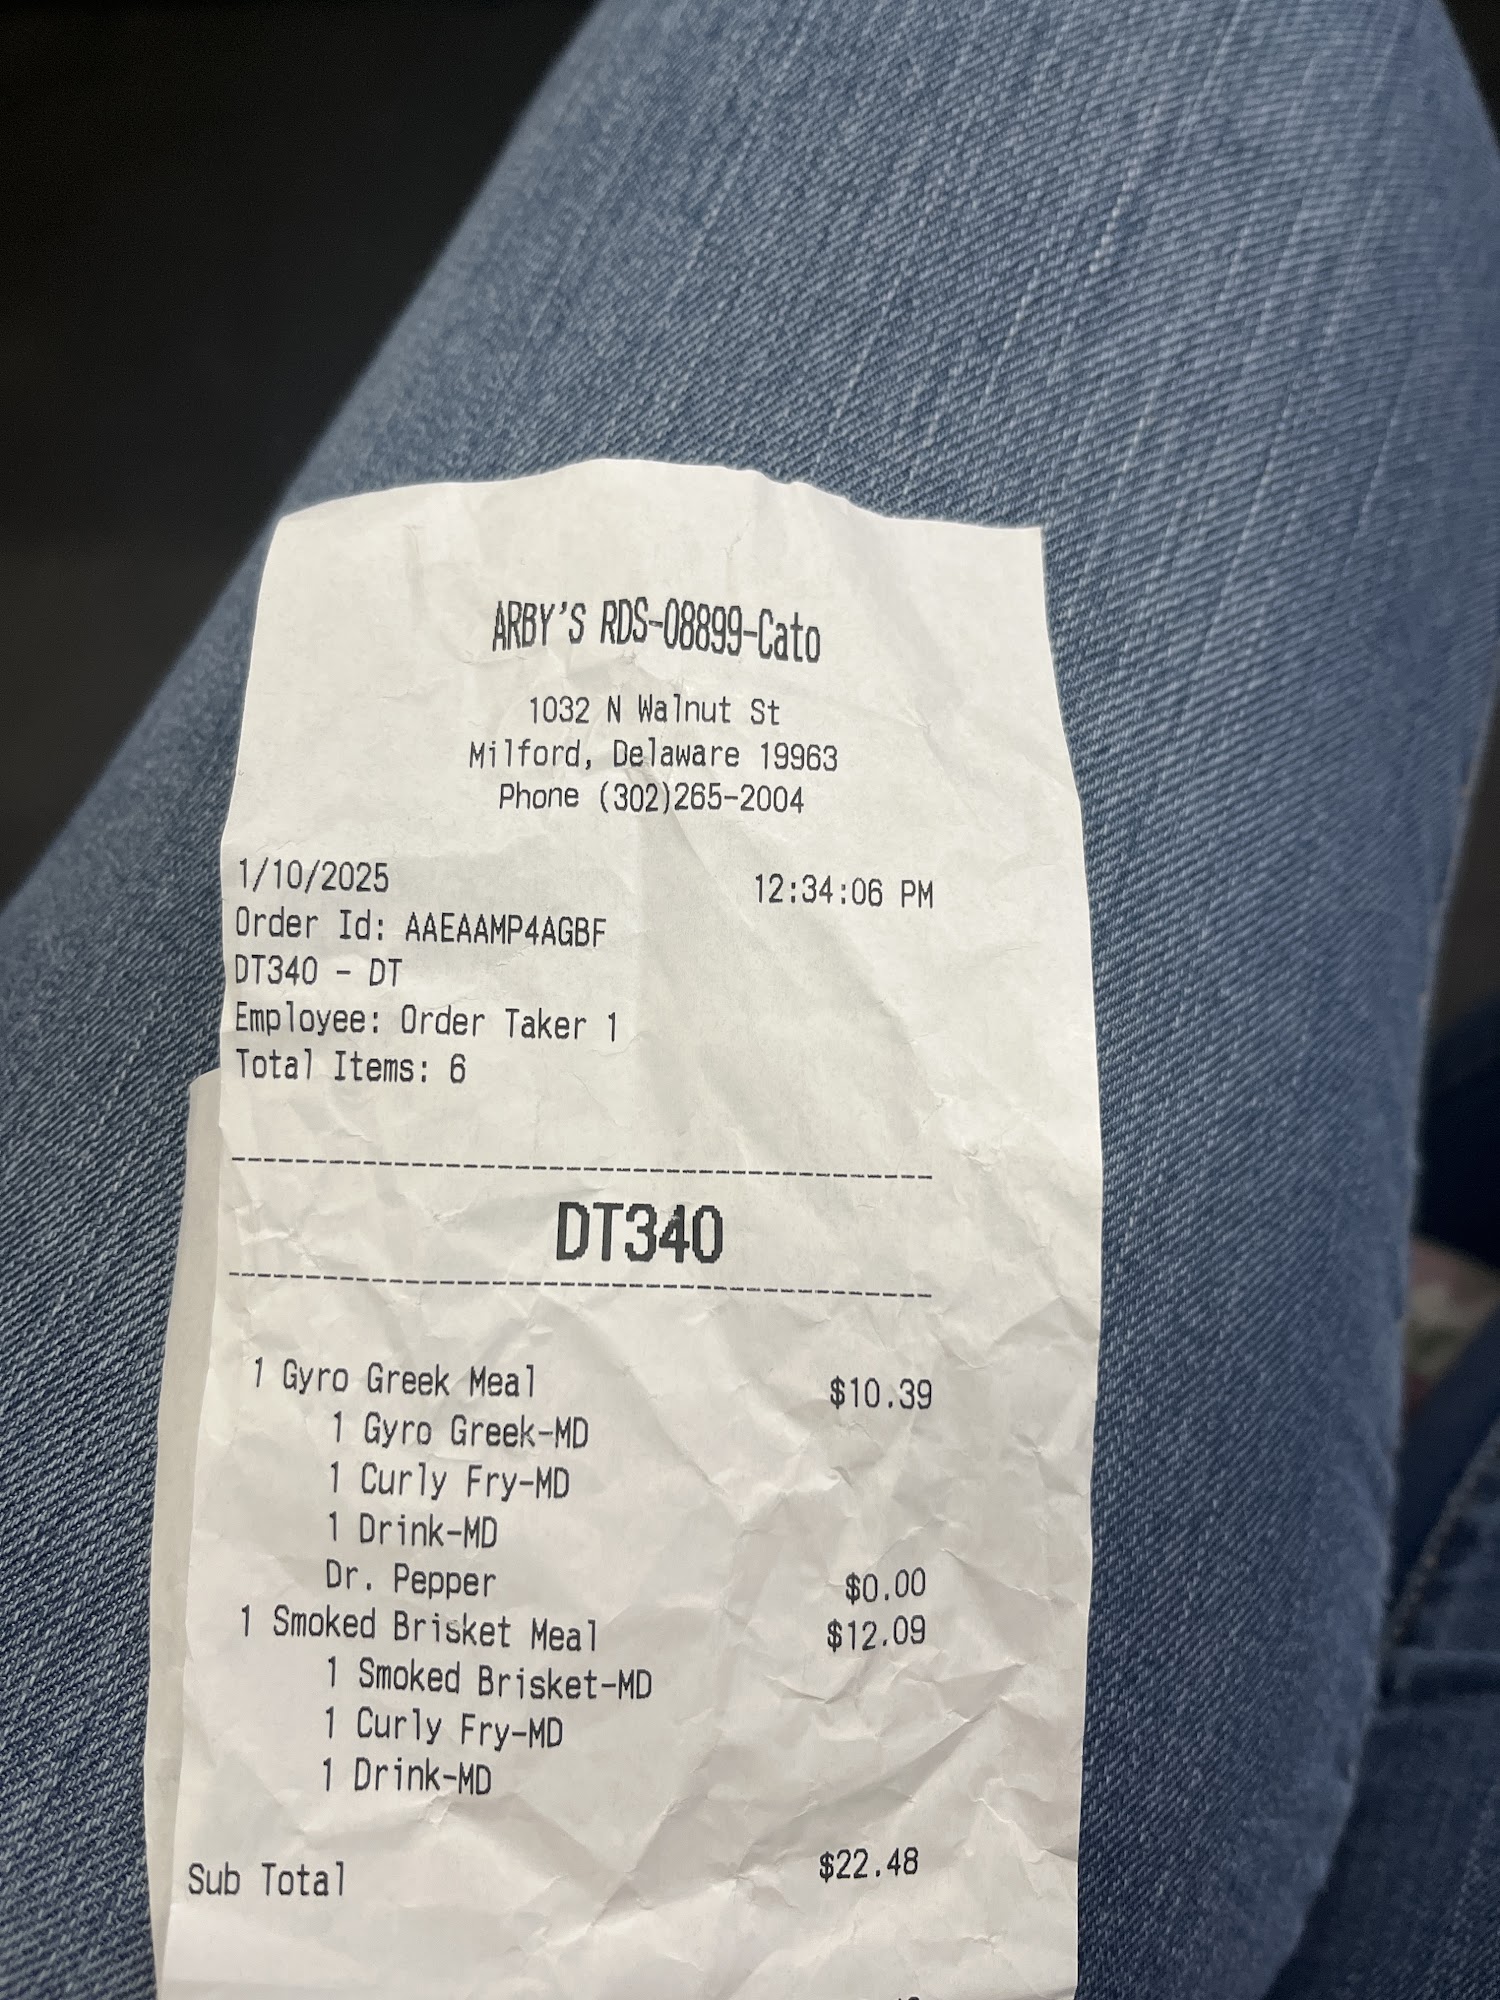 ARBY'S RDS-08899-Cato
1032 N Walnut St
Milford, Delaware 19963
Phone (302)265-2004
1/10/2025 12:34:06 PM
Order Id: AAEAAMP4AGBF
DT340 - DT
Employee: Order Taker 1
Total Items: 6
DT340
1 Gyro Greek Meal $10.39
1 Gyro Greek-MD
1 Curly Fry-MD
1 Drink-MD
Dr. Pepper $0.00
1 Smoked Brisket Meal $12.09
1 Smoked Brisket-MD
1 Curly Fry-MD
1 Drink-MD
Sub Total $22.48